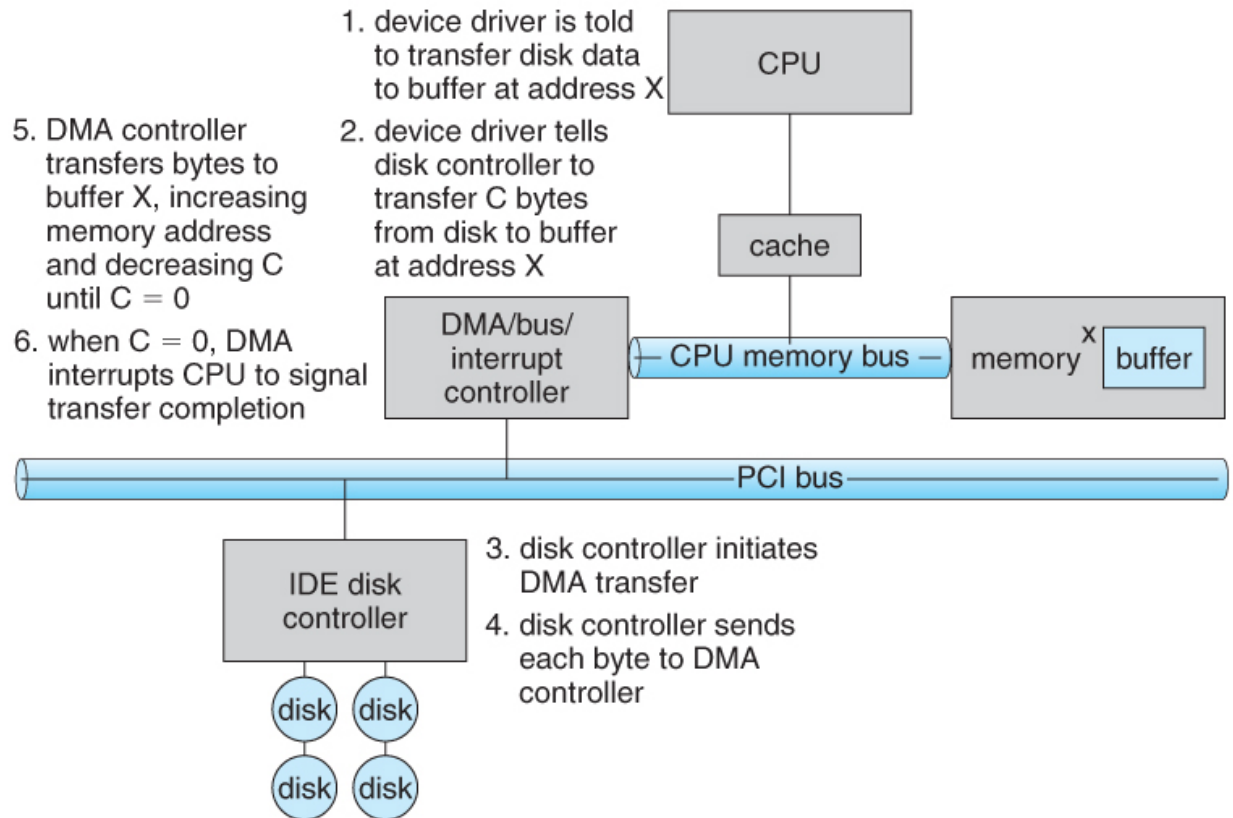 1. device driver is told
to transfer disk data
to buffer at address X
CPU
5. DMA controller
transfers bytes to
buffer X, increasing
memory address
and decreasing C
until C = 0
2. device driver tells
disk controller to
transfer C bytes
from disk to buffer
at address X
cache
6. when C = 0, DMA
interrupts CPU to signal
transfer completion
DMA/bus/
interrupt
controller
CPU memory bus
memory
x
buffer
PCI bus
IDE disk
controller
3. disk controller initiates
DMA transfer
4. disk controller sends
each byte to DMA
controller
disk
disk
disk
disk